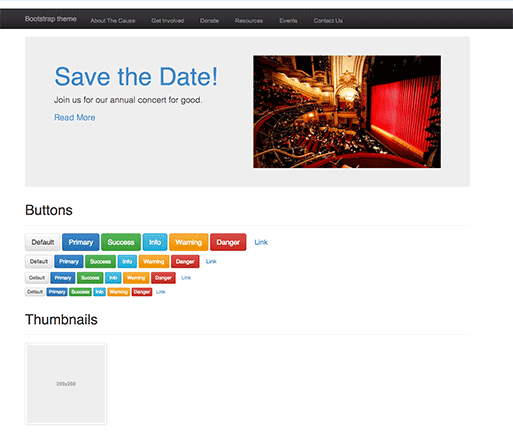 Bootstrap theme About The Cause Get Involved Donate Resources Events Contact Us
Save the Date!
Join us for our annual concert for good.
Read More
Buttons
Default Primary Success Info Warning Danger Link
Default Primary Success Info Warning Danger Link
Default Primary Success Info Warning Danger Link
Default Primary Success Info Warning Danger Link
Thumbnails
200x200